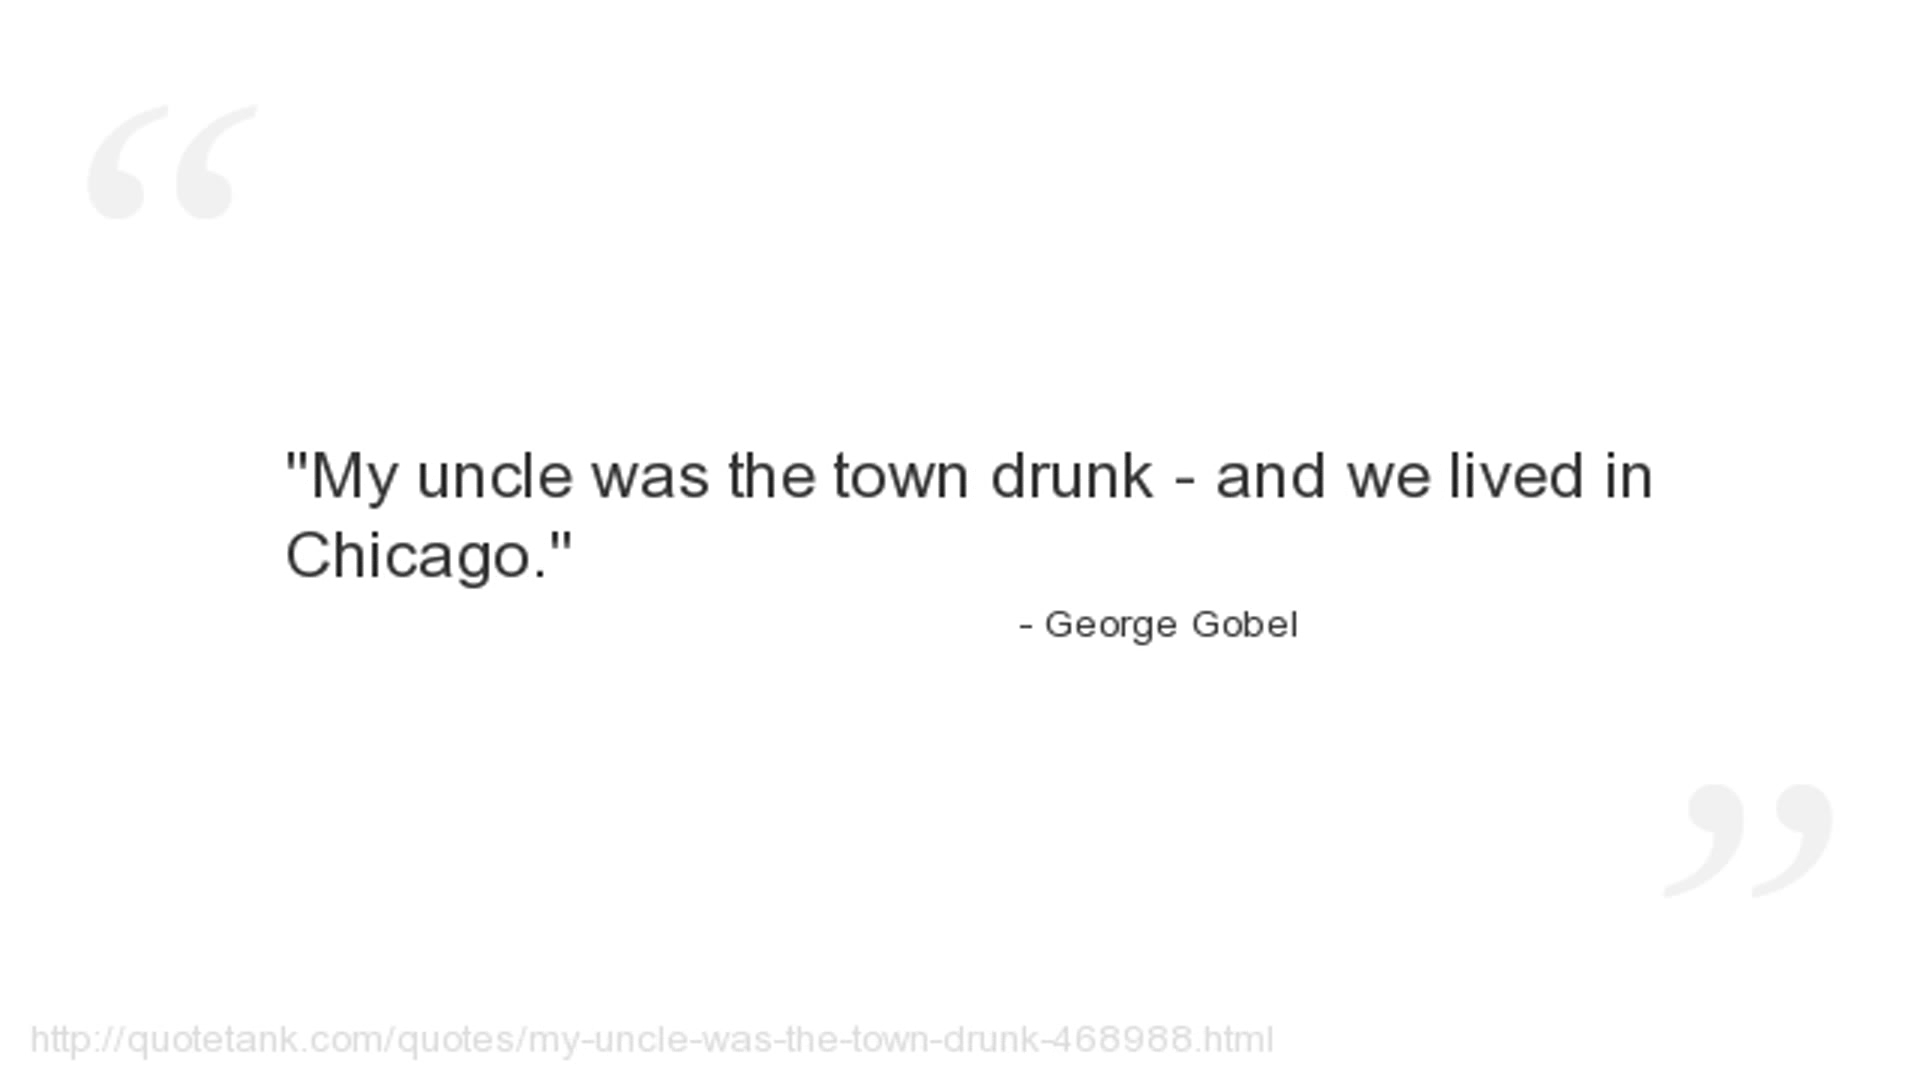 "My uncle was the town drunk - and we lived in
Chicago."
- George Gobel
http://quotetank.com/quotes/my-uncle-was-the-town-drunk-468988.html